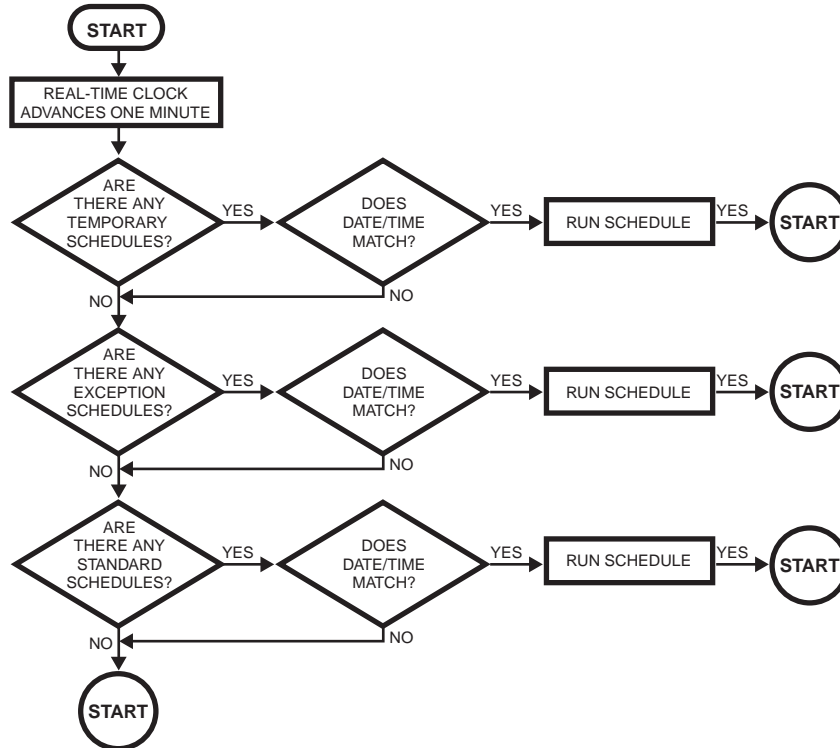 START
REAL-TIME CLOCK
ADVANCES ONE MINUTE
ARE
THERE ANY
TEMPORARY
SCHEDULES?
YES
DOES
DATE/TIME
MATCH?
YES
RUN SCHEDULE
YES
START
NO
NO
ARE
THERE ANY
EXCEPTION
SCHEDULES?
YES
DOES
DATE/TIME
MATCH?
YES
RUN SCHEDULE
YES
START
NO
NO
ARE
THERE ANY
STANDARD
SCHEDULES?
YES
DOES
DATE/TIME
MATCH?
YES
RUN SCHEDULE
YES
START
NO
NO
START